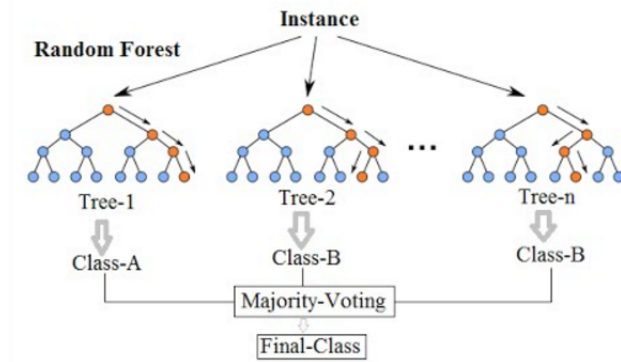 Instance
Random Forest
...
Tree-1
Tree-2
Tree-n
Class-A
Class-B
Class-B
Majority-Voting
Final-Class